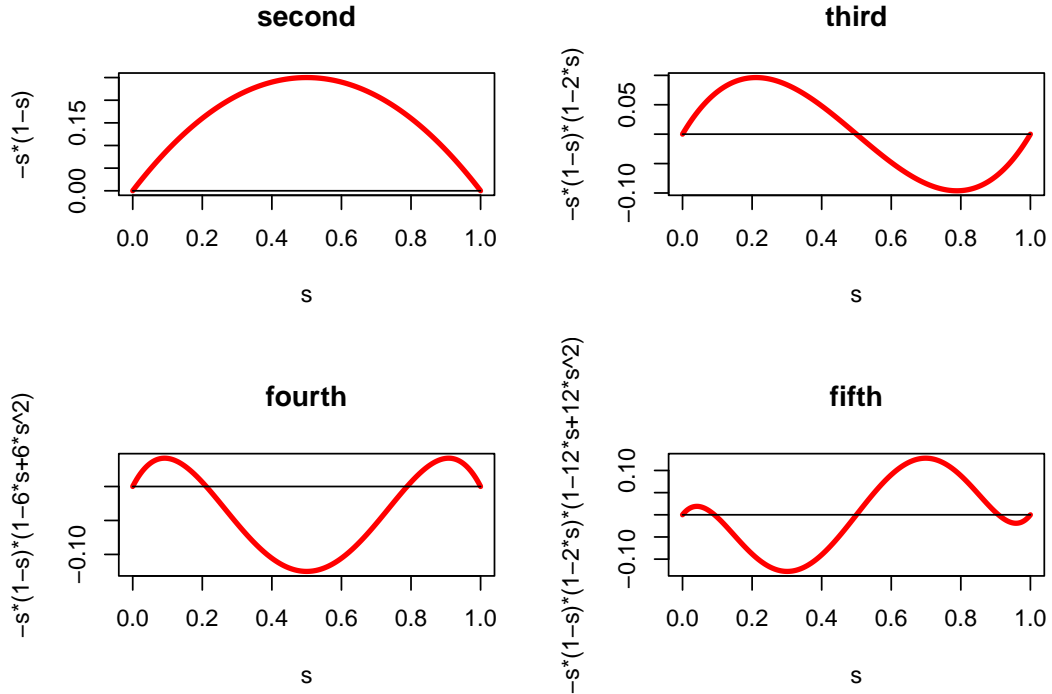 second
−s*(1−s)
0.00 0.15
0.0 0.2 0.4 0.6 0.8 1.0
s
third
−s*(1−s)*(1−2*s)
−0.10 0.05
0.0 0.2 0.4 0.6 0.8 1.0
s
fourth
−s*(1−s)*(1−6*s+6*s^2)
−0.10
0.0 0.2 0.4 0.6 0.8 1.0
s
fifth
−s*(1−s)*(1−2*s)*(1−12*s+12*s^2)
−0.10 0.10
0.0 0.2 0.4 0.6 0.8 1.0
s